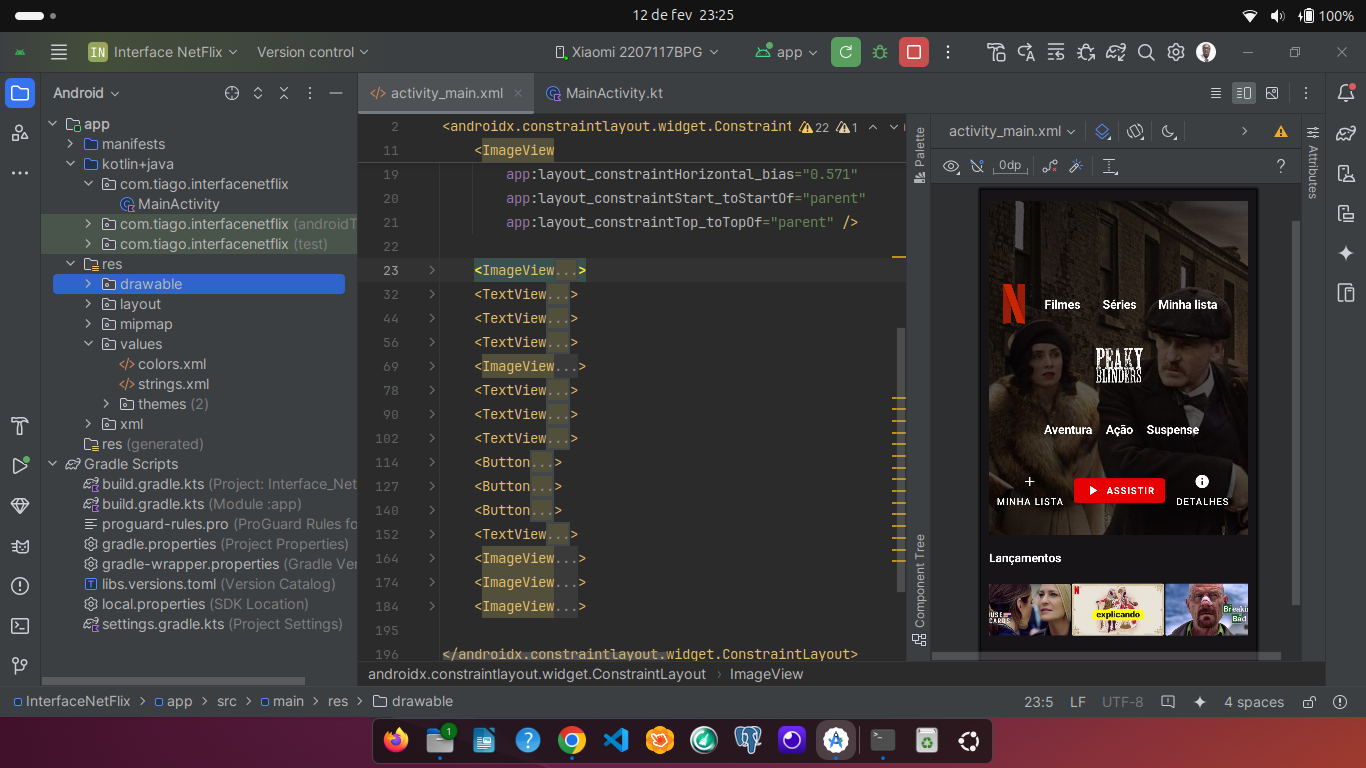 12 de fev 23:25
100%
IN Interface NetFlix
Version control
Xiaomi 2207117BPG
app
Android
activity_main.xml
MainActivity.kt
app
manifests
kotlin+java
com.tiago.interfacenetflix
MainActivity
com.tiago.interfacenetflix (androidT
com.tiago.interfacenetflix (test)
res
drawable
layout
mipmap
values
colors.xml
strings.xml
themes (2)
xml
res (generated)
Gradle Scripts
build.gradle.kts (Project: Interface_Net
build.gradle.kts (Module :app)
proguard-rules.pro (ProGuard Rules fo
gradle.properties (Project Properties)
gradle-wrapper.properties (Gradle Ver
libs.versions.toml (Version Catalog)
local.properties (SDK Location)
settings.gradle.kts (Project Settings)
2 <androidx.constraintlayout.widget.Constraint 22 1
11 <ImageView
19 app:layout_constraintHorizontal_bias="0.571"
20 app:layout_constraintStart_toStartOf="parent"
21 app:layout_constraintTop_toTopOf="parent" />
22
23 <ImageView...>
32 <TextView...>
44 <TextView...>
56 <TextView...>
69 <ImageView...>
78 <TextView...>
90 <TextView...>
102 <TextView...>
114 <Button...>
127 <Button...>
140 <Button...>
152 <TextView...>
164 <ImageView...>
174 <ImageView...>
184 <ImageView...>
195
196 </androidx.constraintlayout.widget.ConstraintLayout>
androidx.constraintlayout.widget.ConstraintLayout › ImageView
Palette
Component Tree
activity_main.xml
0dp
?
Attributes
N
Filmes Séries Minha lista
PEAKY
BLINDERS
Aventura Ação Suspense
MINHA LISTA
ASSISTIR
DETALHES
Lançamentos
explicando
Breaking
Bad
InterfaceNetFlix › app › src › main › res › drawable
23:5 LF UTF-8 4 spaces
1